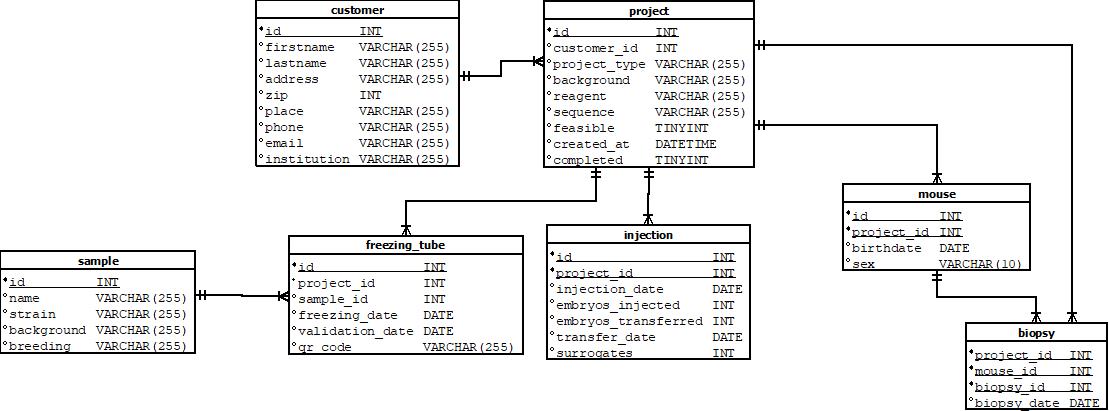 customer
id INT
firstname VARCHAR(255)
lastname VARCHAR(255)
address VARCHAR(255)
zip INT
place VARCHAR(255)
phone VARCHAR(255)
email VARCHAR(255)
institution VARCHAR(255)
project
id INT
customer_id INT
project_type VARCHAR(255)
background VARCHAR(255)
reagent VARCHAR(255)
sequence VARCHAR(255)
feasible TINYINT
created_at DATETIME
completed TINYINT
mouse
id INT
project_id INT
birthdate DATE
sex VARCHAR(10)
sample
id INT
name VARCHAR(255)
strain VARCHAR(255)
background VARCHAR(255)
breeding VARCHAR(255)
freezing_tube
id INT
project_id INT
sample_id INT
freezing_date DATE
validation_date DATE
qr_code VARCHAR(255)
injection
id INT
project_id INT
injection_date DATE
embryos_injected INT
embryos_transferred INT
transfer_date DATE
surrogates INT
biopsy
project_id INT
mouse_id INT
biopsy_id INT
biopsy_date DATE